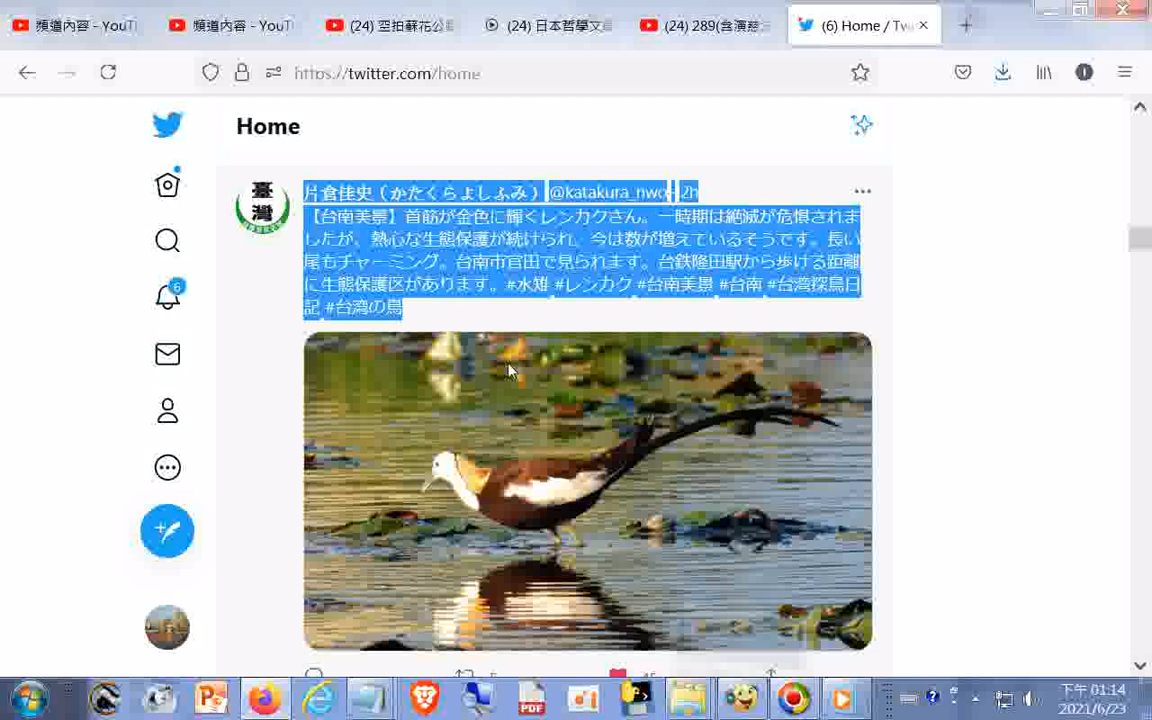 頻道內容 - YouT
頻道內容 - YouT
(24) 空拍蘇花公
(24) 日本哲學文
(24) 289(含演
(6) Home / Tw
https://twitter.com/home
Home
臺
灣
片倉佳史（かたくらよしふみ） @katakura_nwo · 2h
【台南美景】首筋が金色に輝くレンカクさん。一時期は絶滅が危惧されま
したが、熱心な生態保護が続けられ、今は数が増えているそうです。長い
尾もチャーミング。台南市官田で見られます。台鉄隆田駅から歩ける距離
に生態保護区があります。#水雉 #レンカク #台南美景 #台南 #台湾探鳥日
記 #台湾の鳥
6
PDF
下午 01:14
2021/6/23